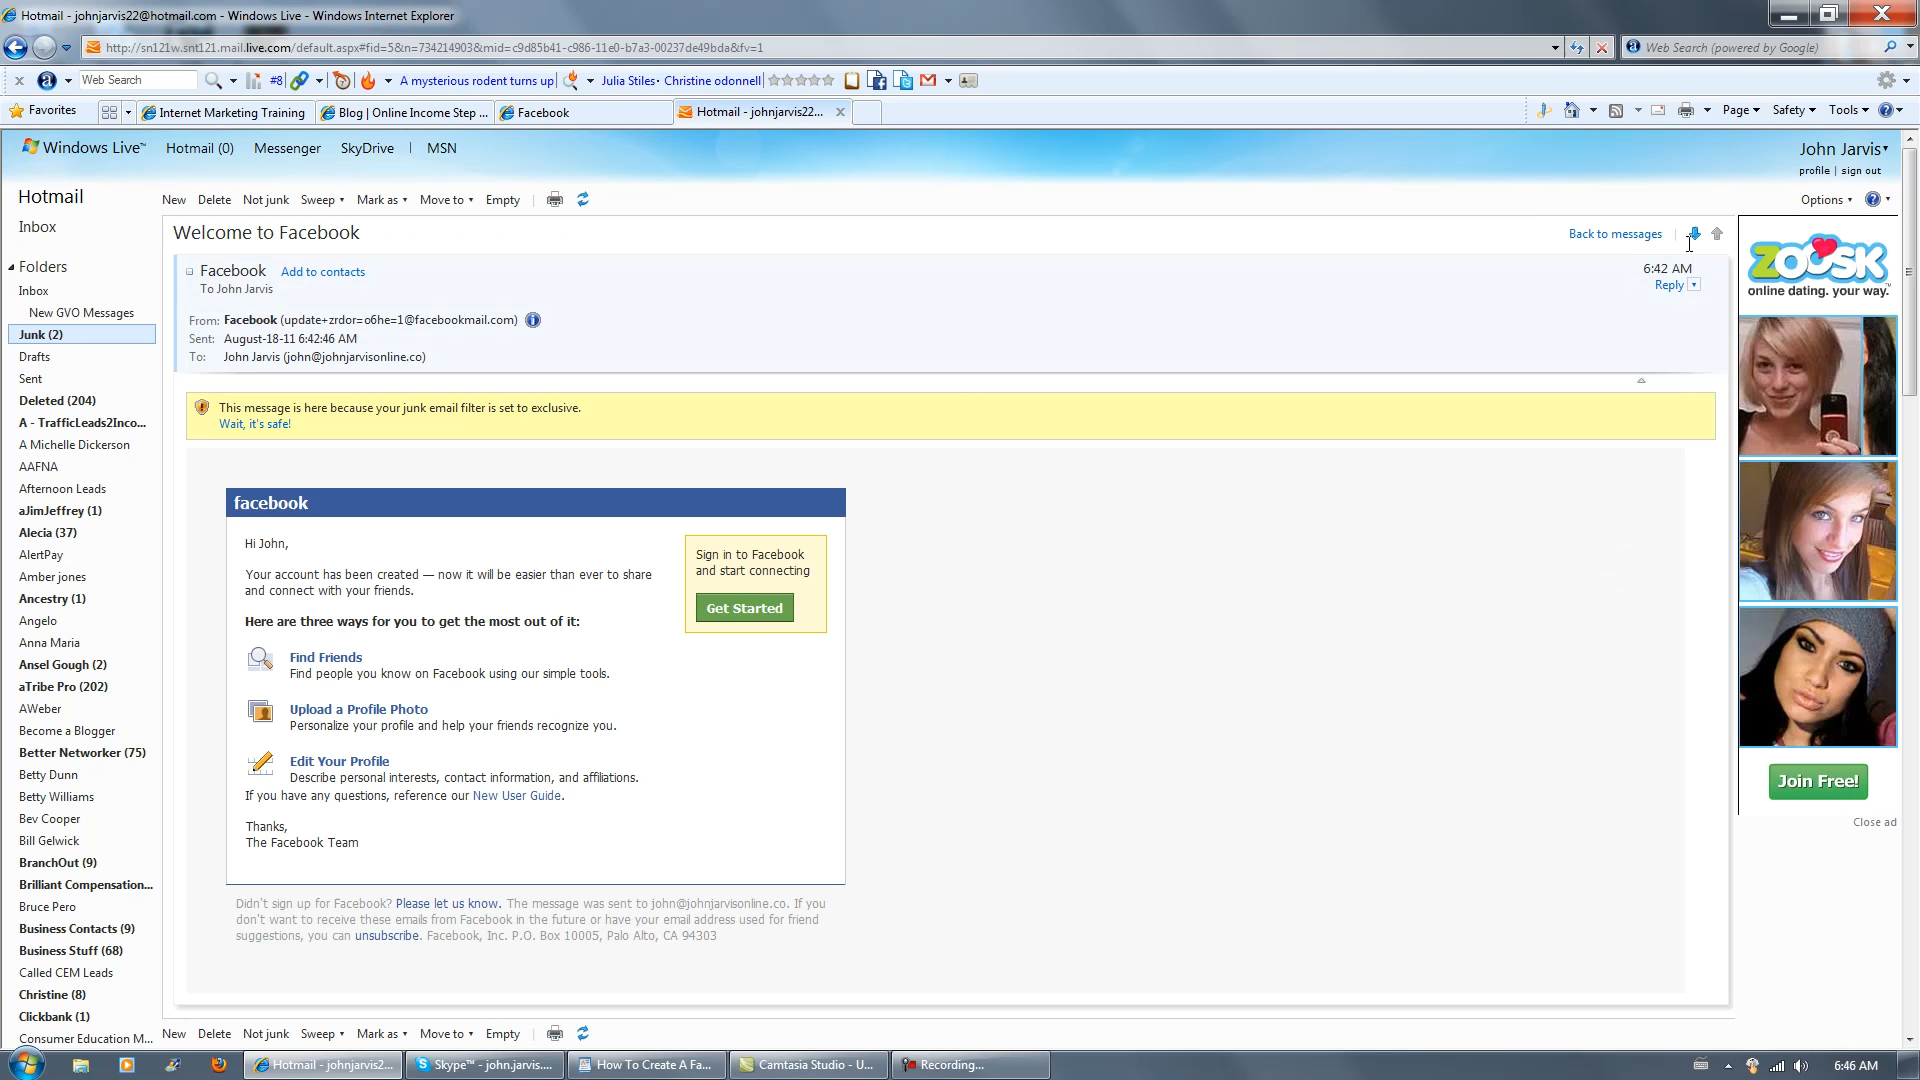 Hotmail - johnjarvis22@hotmail.com - Windows Live - Windows Internet Explorer
http://sn121w.snt121.mail.live.com/default.aspx#fid=5&n=734214903&mid=c9d85b41-c986-11e0-b7a3-00237de49bda&fv=1
Web Search (powered by Google)
Web Search
#8
A mysterious rodent turns up
Julia Stiles· Christine odonnell
Favorites
Internet Marketing Training
Blog | Online Income Step ...
Facebook
Hotmail - johnjarvis22...
Page
Safety
Tools
Windows Live™
Hotmail (0)
Messenger
SkyDrive
MSN
John Jarvis
profile | sign out
Hotmail
New Delete Not junk Sweep Mark as Move to Empty
Options
Inbox
Folders
Inbox
New GVO Messages
Junk (2)
Drafts
Sent
Deleted (204)
A - TrafficLeads2Inco...
A Michelle Dickerson
AAFNA
Afternoon Leads
aJimJeffrey (1)
Alecia (37)
AlertPay
Amber jones
Ancestry (1)
Angelo
Anna Maria
Ansel Gough (2)
aTribe Pro (202)
AWeber
Become a Blogger
Better Networker (75)
Betty Dunn
Betty Williams
Bev Cooper
Bill Gelwick
BranchOut (9)
Brilliant Compensation...
Bruce Pero
Business Contacts (9)
Business Stuff (68)
Called CEM Leads
Christine (8)
Clickbank (1)
Consumer Education M...
Welcome to Facebook
Back to messages
Facebook Add to contacts
To John Jarvis
6:42 AM
Reply
From: Facebook (update+zrdor=o6he=1@facebookmail.com)
Sent: August-18-11 6:42:46 AM
To: John Jarvis (john@johnjarvisonline.co)
This message is here because your junk email filter is set to exclusive.
Wait, it's safe!
facebook
Hi John,
Your account has been created — now it will be easier than ever to share
and connect with your friends.
Here are three ways for you to get the most out of it:
Find Friends
Find people you know on Facebook using our simple tools.
Upload a Profile Photo
Personalize your profile and help your friends recognize you.
Edit Your Profile
Describe personal interests, contact information, and affiliations.
If you have any questions, reference our New User Guide.
Thanks,
The Facebook Team
Sign in to Facebook
and start connecting
Get Started
Didn't sign up for Facebook? Please let us know. The message was sent to john@johnjarvisonline.co. If you
don't want to receive these emails from Facebook in the future or have your email address used for friend
suggestions, you can unsubscribe. Facebook, Inc. P.O. Box 10005, Palo Alto, CA 94303
New Delete Not junk Sweep Mark as Move to Empty
ZOOSK
online dating. your way.™
Join Free!
Close ad
Hotmail - johnjarvis2...
Skype™ - john.jarvis....
How To Create A Fa...
Camtasia Studio - U...
Recording...
6:46 AM